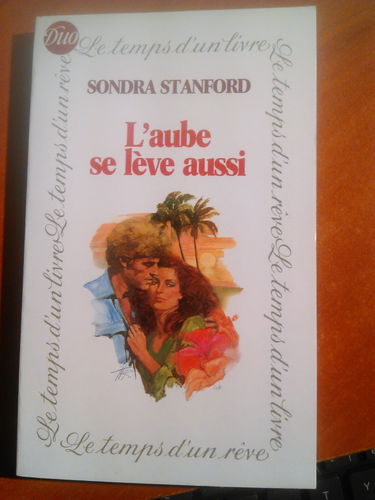 Duo
Le temps d'un livre
SONDRA STANFORD
L'aube
se lève aussi
Le temps d'un rêve
Le temps d'un livre
Le temps d'un rêve
Le temps d'un livre
Le temps d'un rêve
T
Y